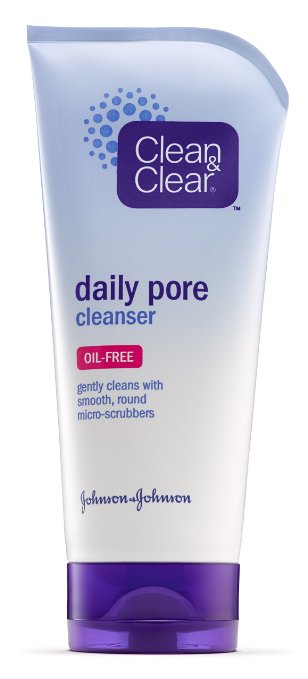 Clean &
Clear®
™
daily pore
cleanser
OIL-FREE
gently cleans with
smooth, round
micro-scrubbers
Johnson & Johnson